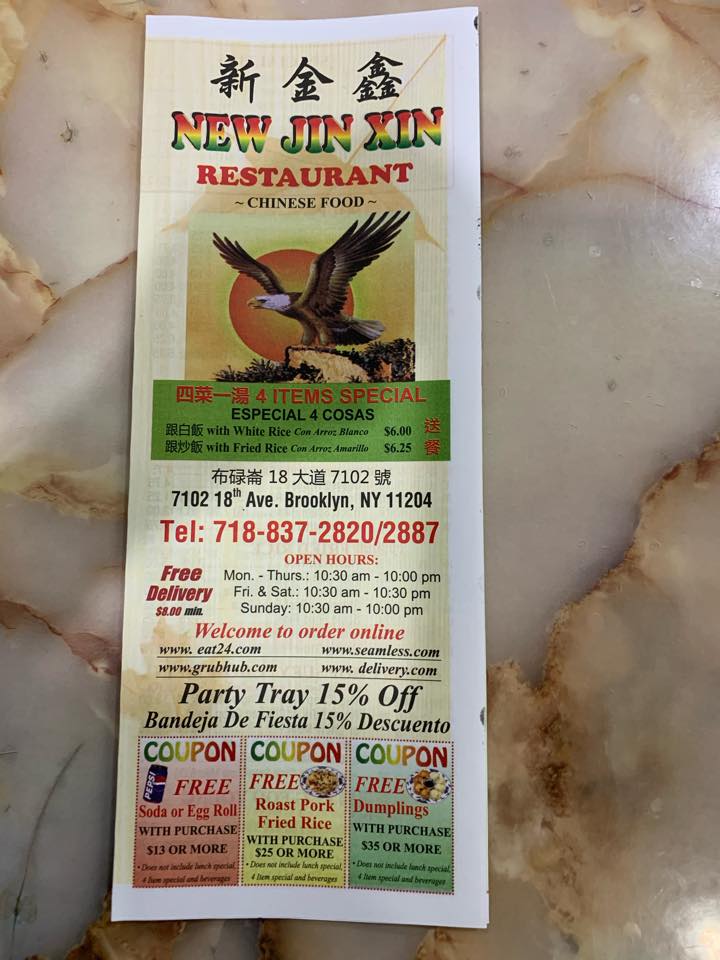 新金鑫
NEW JIN XIN
RESTAURANT
~ CHINESE FOOD ~
四菜一湯 4 ITEMS SPECIAL
ESPECIAL 4 COSAS
跟白飯 with White Rice Con Arroz Blanco $6.00
跟炒飯 with Fried Rice Con Arroz Amarillo $6.25
送餐
布碌崙 18 大道 7102 號
7102 18th Ave. Brooklyn, NY 11204
Tel: 718-837-2820/2887
OPEN HOURS:
Mon. - Thurs.: 10:30 am - 10:00 pm
Fri. & Sat.: 10:30 am - 10:30 pm
Sunday: 10:30 am - 10:00 pm
Free
Delivery
$8.00 min.
Welcome to order online
www. eat24.com www.seamless.com
www.grubhub.com www. delivery.com
Party Tray 15% Off
Bandeja De Fiesta 15% Descuento
COUPON
PEPSI
FREE
Soda or Egg Roll
WITH PURCHASE
$13 OR MORE
• Does not include lunch special,
4 Item special and beverages
COUPON
FREE
Roast Pork
Fried Rice
WITH PURCHASE
$25 OR MORE
• Does not include lunch special,
4 Item special and beverages
COUPON
FREE
Dumplings
WITH PURCHASE
$35 OR MORE
• Does not include lunch special,
4 Item special and beverages